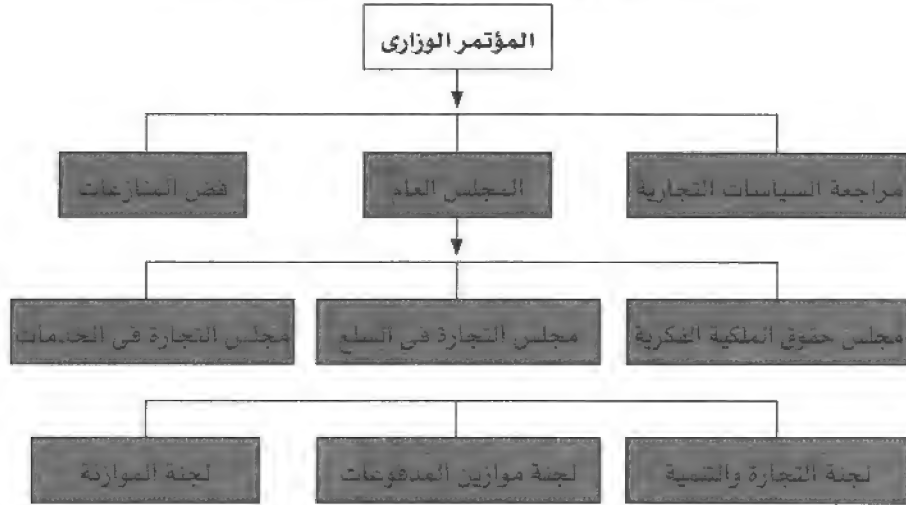 المؤتمر الوزارى
مراجعة السياسات التجارية
المجلس العام
فض المنازعات
مجلس حقوق الملكية الفكرية
مجلس التجارة فى السلع
مجلس التجارة فى الخدمات
لجنة التجارة والتنمية
لجنة موازين المدفوعات
لجنة الموازنة